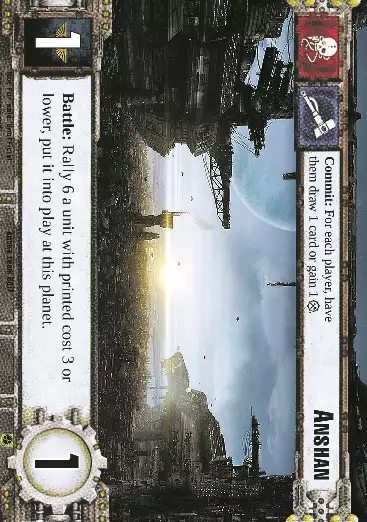 ANSHAN
Commit: For each player, have
them draw 1 card or gain 1
1
Battle: Rally 6 a unit with printed cost 3 or
lower, put it into play at this planet.
1